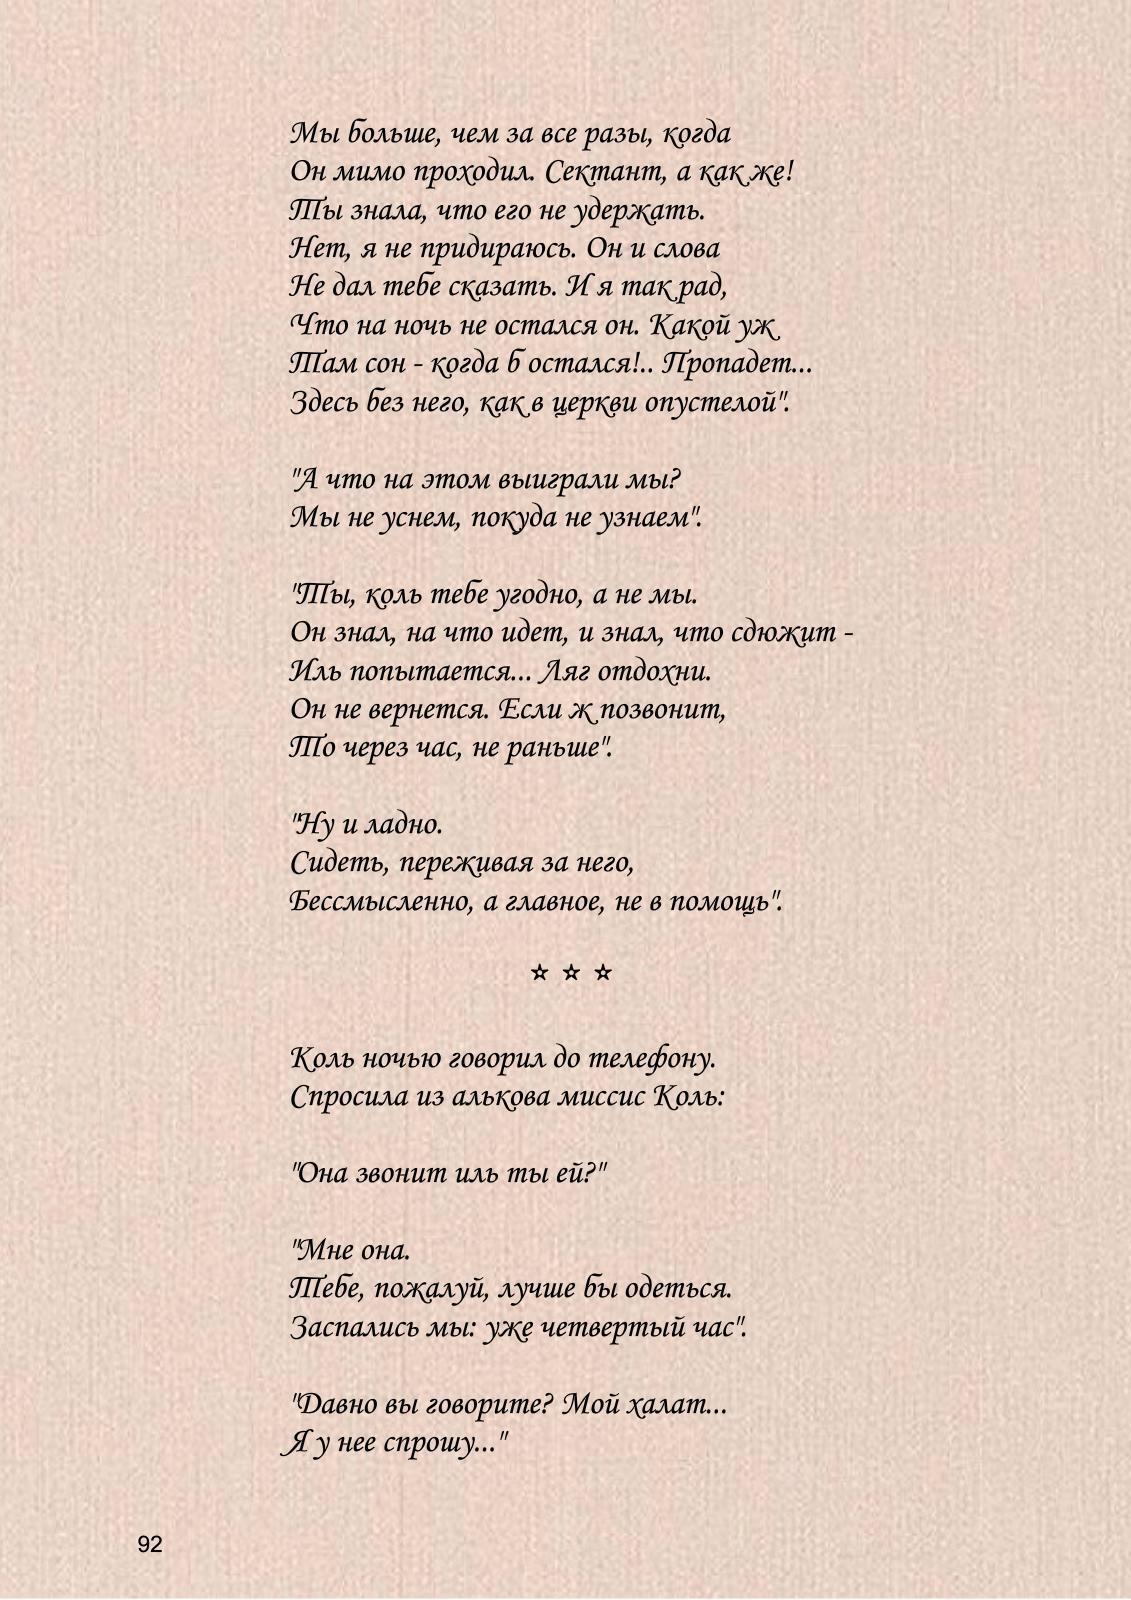 Мы больше, чем за все разы, когда
Он мимо проходил. Сектант, а как же!
Ты знала, что его не удержать.
Нет, я не придираюсь. Он и слова
Не дал тебе сказать. И я так рад,
Что на ночь не остался он. Какой уж
Там сон - когда б остался!.. Пропадет...
Здесь без него, как в церкви опустелой".
"А что на этом выиграли мы?
Мы не уснем, покуда не узнаем".
"Ты, коль тебе угодно, а не мы.
Он знал, на что идет, и знал, что сдюжит -
Иль попытается... Ляг отдохни.
Он не вернется. Если ж позвонит,
То через час, не раньше".
"Ну и ладно.
Сидеть, переживая за него,
Бессмысленно, а главное, не в помощь".
☆ ☆ ☆
Коль ночью говорил до телефону.
Спросила из алькова миссис Коль:
"Она звонит иль ты ей?"
"Мне она.
Тебе, пожалуй, лучше бы одеться.
Заспались мы: уже четвертый час".
"Давно вы говорите? Мой халат...
Я у нее спрошу..."
92